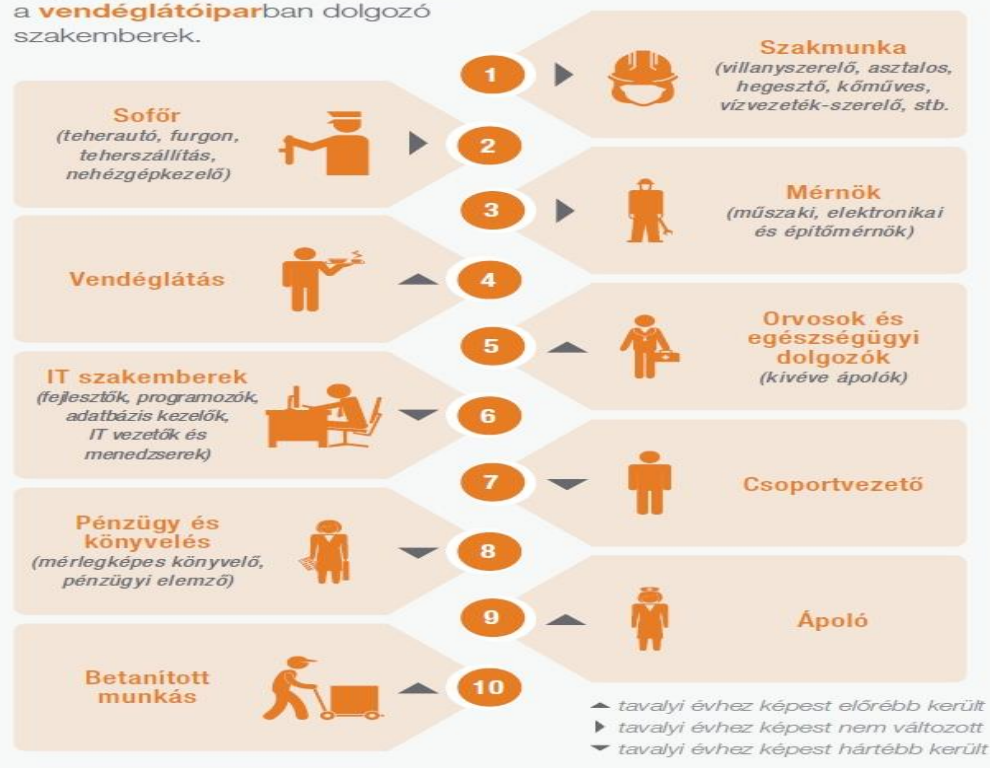 a vendéglátóiparban dolgozó
szakemberek.
1
Szakmunka
(villanyszerelő, asztalos,
hegesztő, kőműves,
vízvezeték-szerelő, stb.
Sofőr
(teherautó, furgon,
teherszállítás,
nehézgépkezelő)
2
3
Mérnök
(műszaki, elektronikai
és építőmérnök)
Vendéglátás
4
5
Orvosok és
egészségügyi
dolgozók
(kivéve ápolók)
IT szakemberek
(fejlesztők, programozók,
adatbázis kezelők,
IT vezetők és
menedzserek)
6
7
Csoportvezető
Pénzügy és
könyvelés
(mérlegképes könyvelő,
pénzügyi elemző)
8
9
Ápoló
Betanított
munkás
10
tavalyi évhez képest előrébb került
tavalyi évhez képest nem változott
tavalyi évhez képest hártébb került